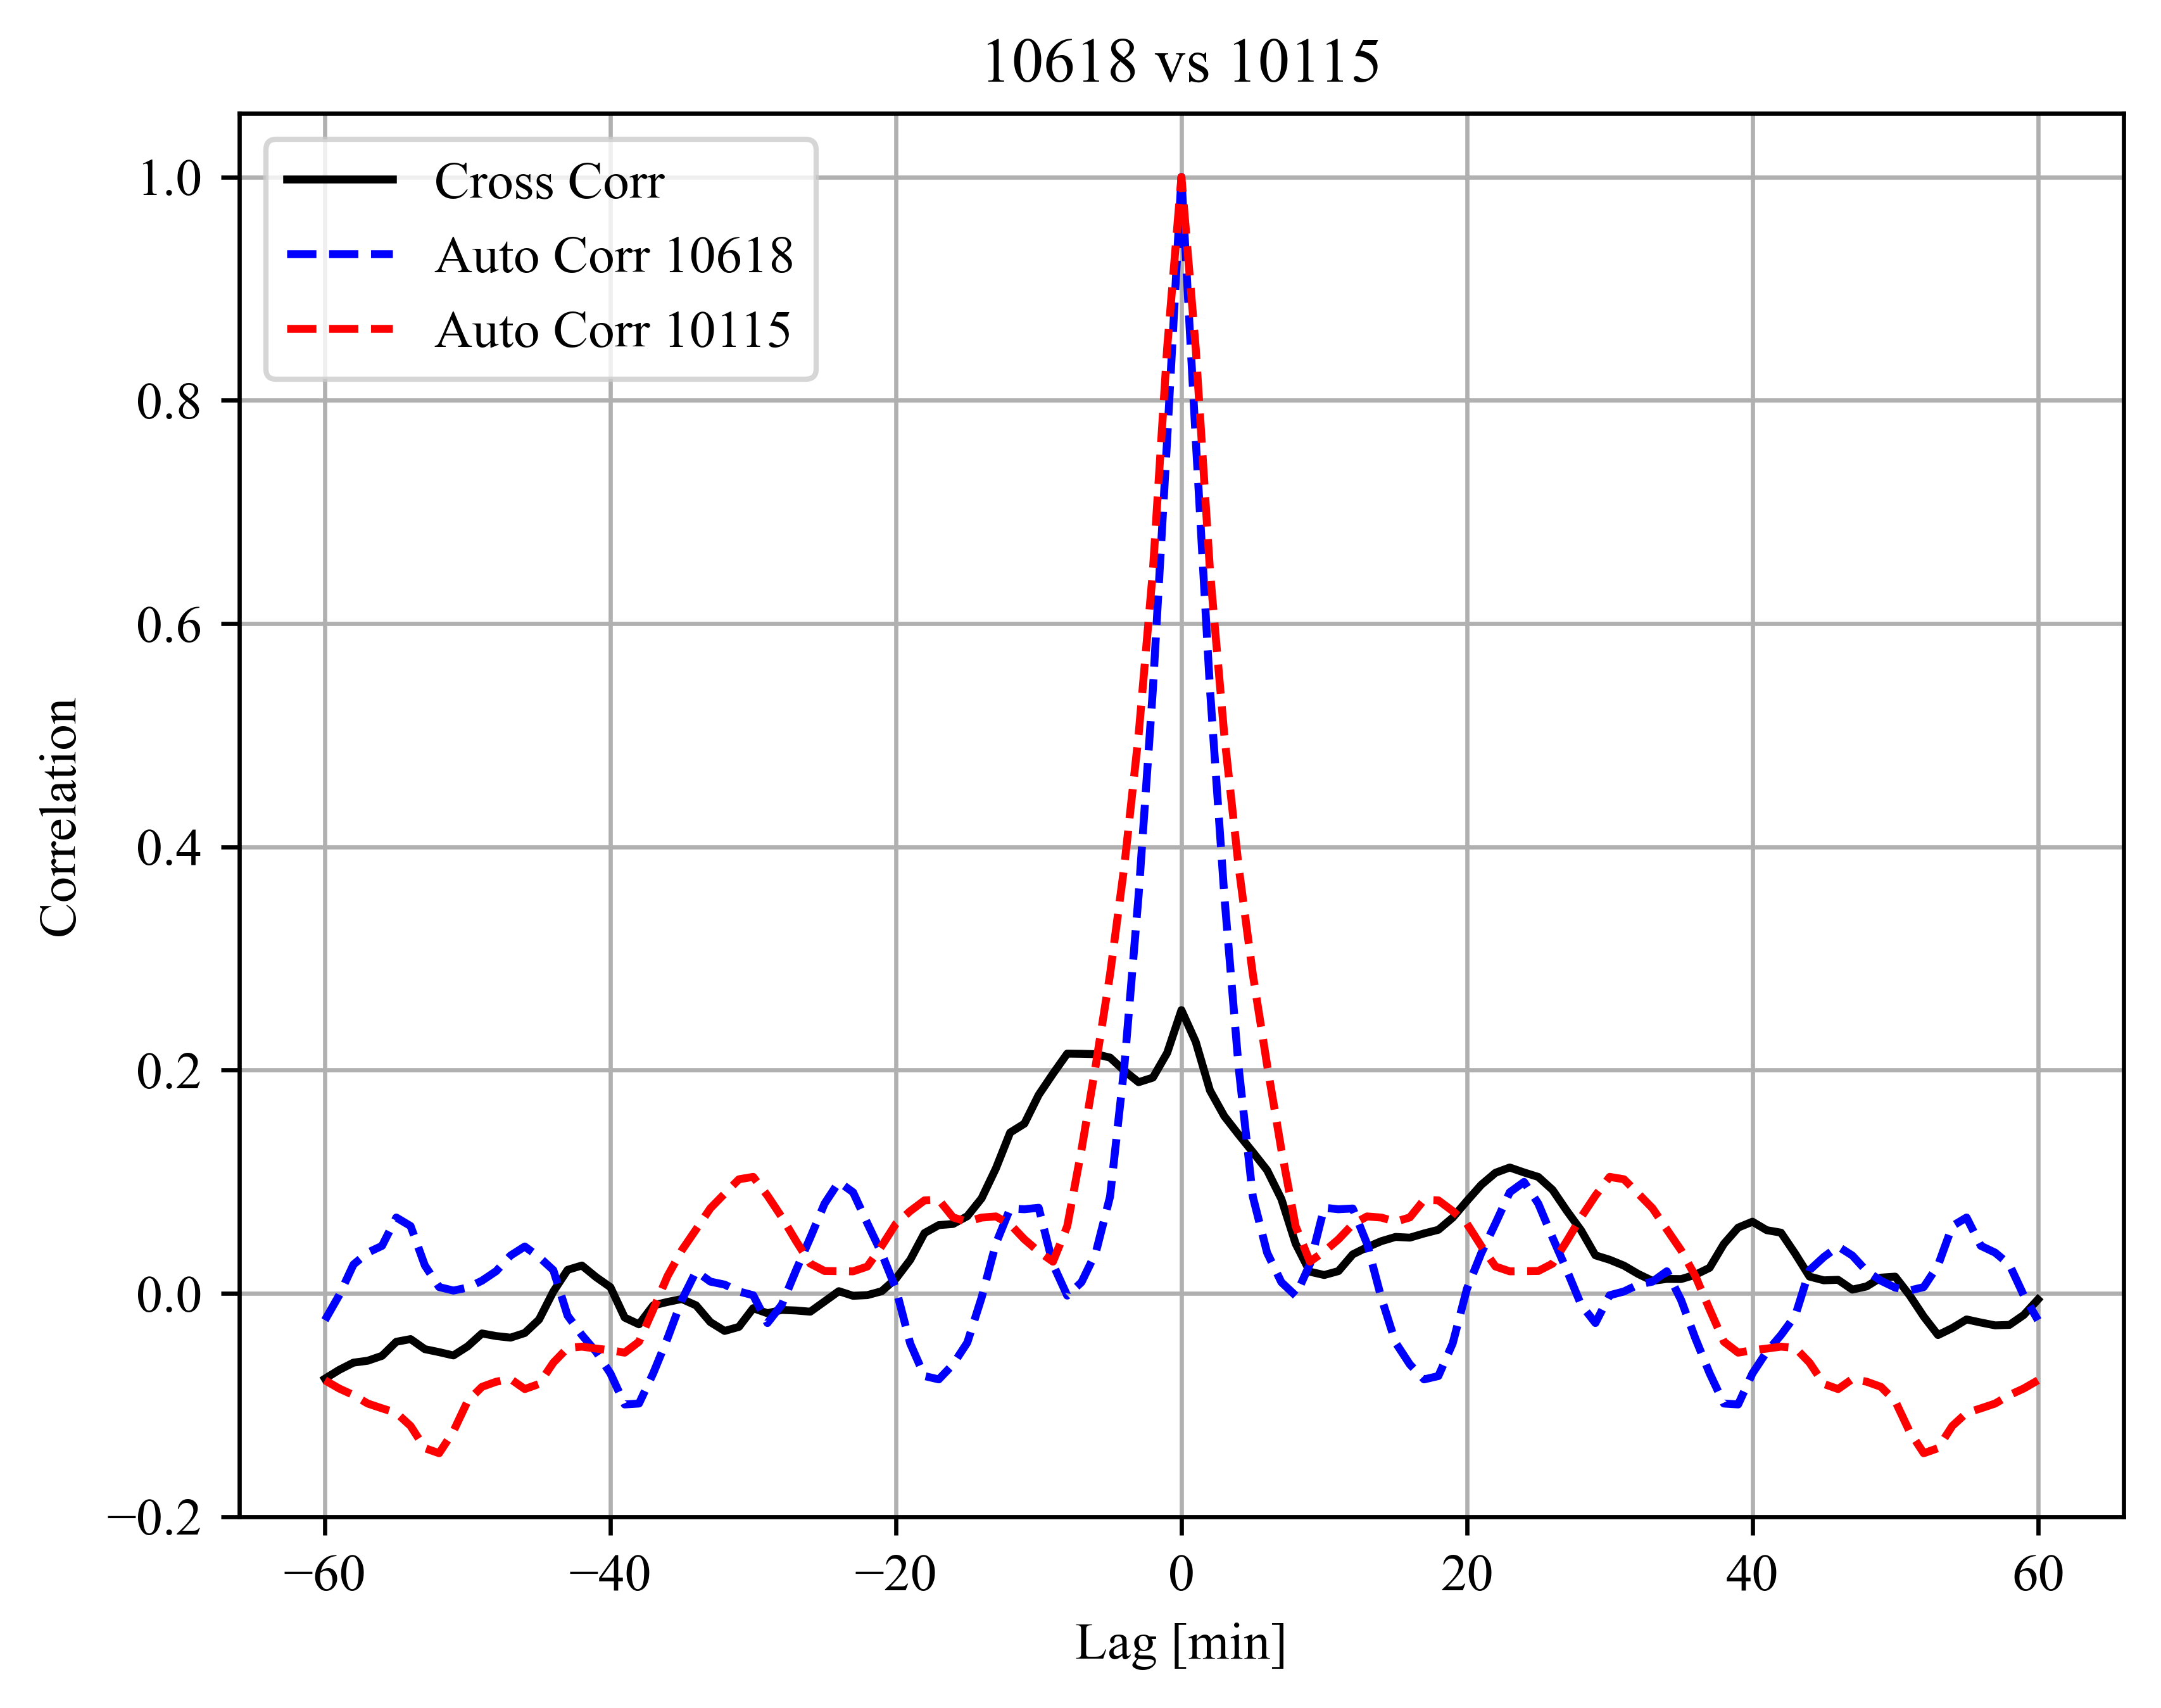 10618 vs 10115
Cross Corr
Auto Corr 10618
Auto Corr 10115
1.0
0.8
0.6
0.4
0.2
0.0
−0.2
Correlation
−60 −40 −20 0 20 40 60
Lag [min]